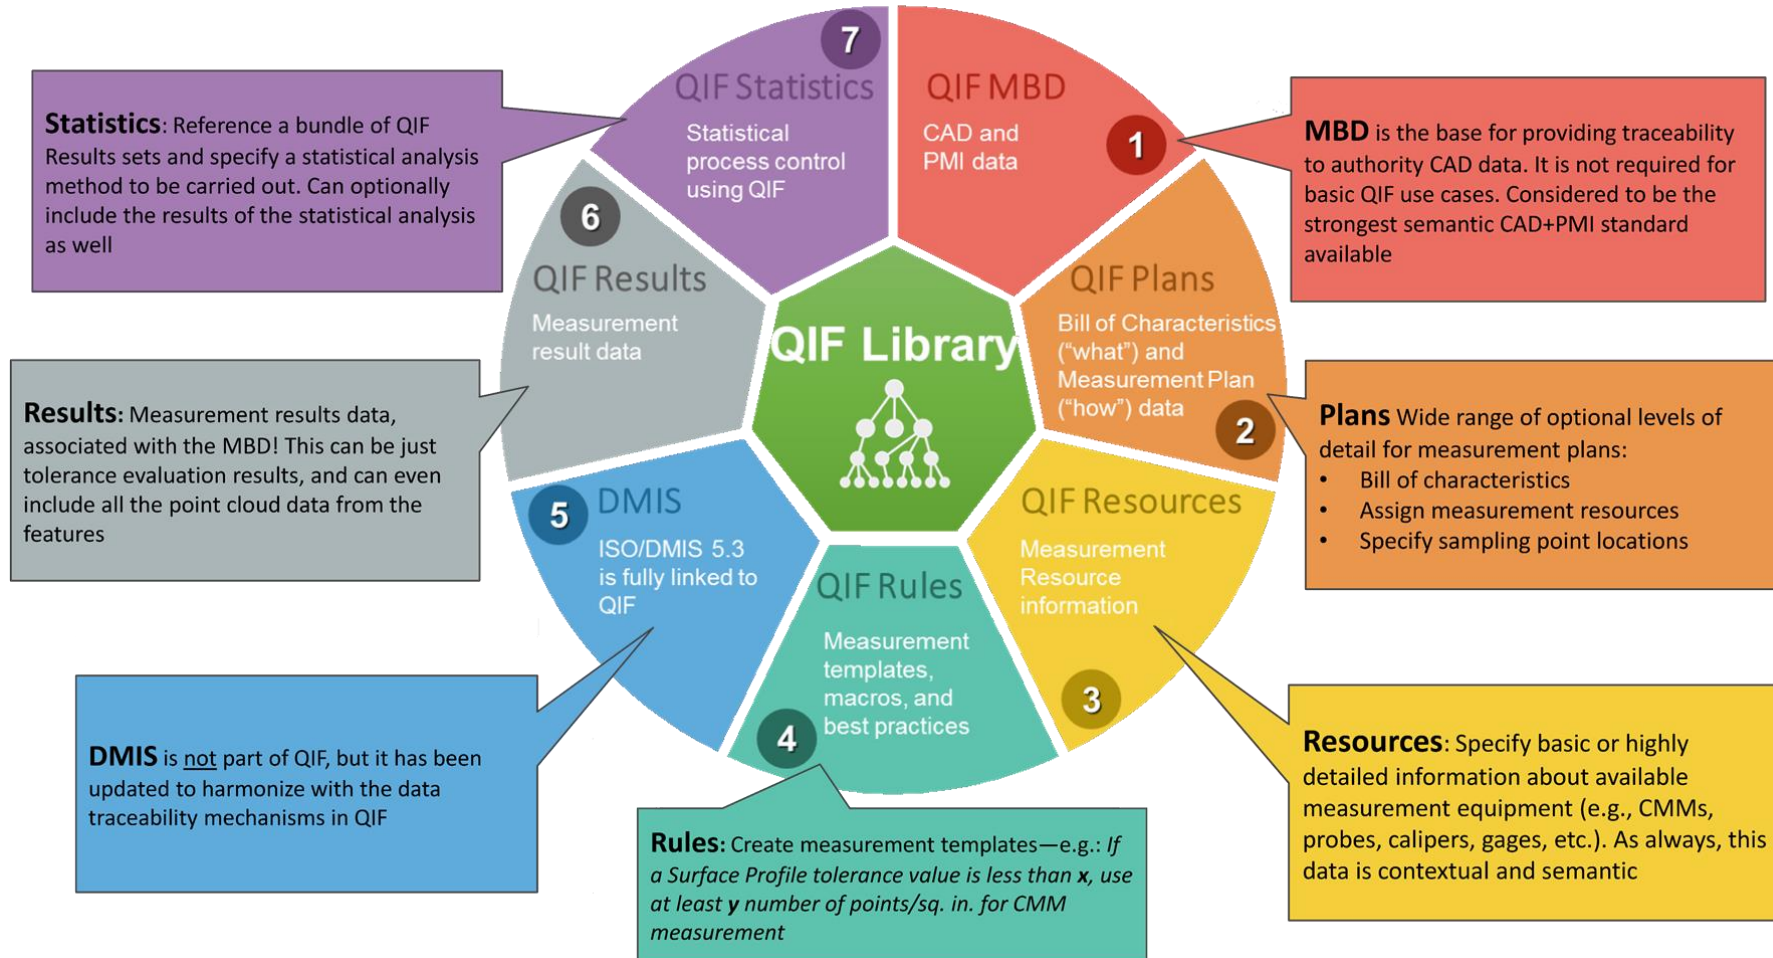 7
QIF Statistics
Statistical
process control
using QIF
QIF MBD
CAD and
PMI data
1
Statistics: Reference a bundle of QIF
Results sets and specify a statistical analysis
method to be carried out. Can optionally
include the results of the statistical analysis
as well
MBD is the base for providing traceability
to authority CAD data. It is not required for
basic QIF use cases. Considered to be the
strongest semantic CAD+PMI standard
available
6
QIF Results
Measurement
result data
QIF Library
QIF Plans
Bill of Characteristics
(“what”) and
Measurement Plan
(“how”) data
2
Results: Measurement results data,
associated with the MBD! This can be just
tolerance evaluation results, and can even
include all the point cloud data from the
features
Plans Wide range of optional levels of
detail for measurement plans:
• Bill of characteristics
• Assign measurement resources
• Specify sampling point locations
5
DMIS
ISO/DMIS 5.3
is fully linked to
QIF
QIF Rules
Measurement
templates,
macros, and
best practices
4
QIF Resources
Measurement
Resource
information
3
DMIS is not part of QIF, but it has been
updated to harmonize with the data
traceability mechanisms in QIF
Rules: Create measurement templates—e.g.: If
a Surface Profile tolerance value is less than x, use
at least y number of points/sq. in. for CMM
measurement
Resources: Specify basic or highly
detailed information about available
measurement equipment (e.g., CMMs,
probes, calipers, gages, etc.). As always, this
data is contextual and semantic